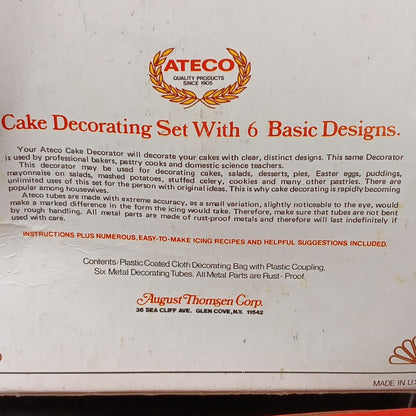 ATECO
QUALITY PRODUCTS
SINCE 1905
Cake Decorating Set With 6 Basic Designs.
Your Ateco Cake Decorator will decorate your cakes with clear, distinct designs. This same Decorator
is used by professional bakers, pastry cooks and domestic science teachers.
This decorator may be used for decorating cakes, salads, desserts, pies, Easter eggs, puddings,
mayonnaise on salads, mashed potatoes, stuffed celery, cookies and many other pastries. There are
unlimited uses of this set for the person with original ideas. This is why cake decorating is rapidly becoming
popular among housewives.
Ateco tubes are made with extreme accuracy, as a small variation, slightly noticeable to the eye, would
make a marked difference in the form the icing would take. Therefore, make sure that tubes are not bent
by rough handling. All metal parts are made of rust-proof metals and therefore will last indefinitely if
used with care.
INSTRUCTIONS PLUS NUMEROUS, EASY-TO-MAKE ICING RECIPES AND HELPFUL SUGGESTIONS INCLUDED.
Contents: Plastic Coated Cloth Decorating Bag with Plastic Coupling,
Six Metal Decorating Tubes. All Metal Parts are Rust-Proof.
August Thomsen Corp.
36 SEA CLIFF AVE. GLEN COVE, N.Y. 11542
MADE IN U.S